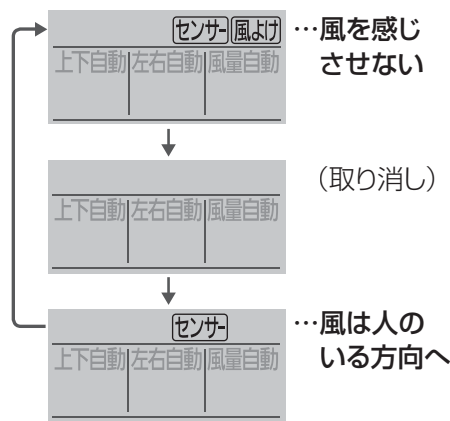 センサー 風よけ …風を感じ
させない
上下自動 左右自動 風量自動
(取り消し)
上下自動 左右自動 風量自動
センサー …風は人の
いる方向へ
上下自動 左右自動 風量自動